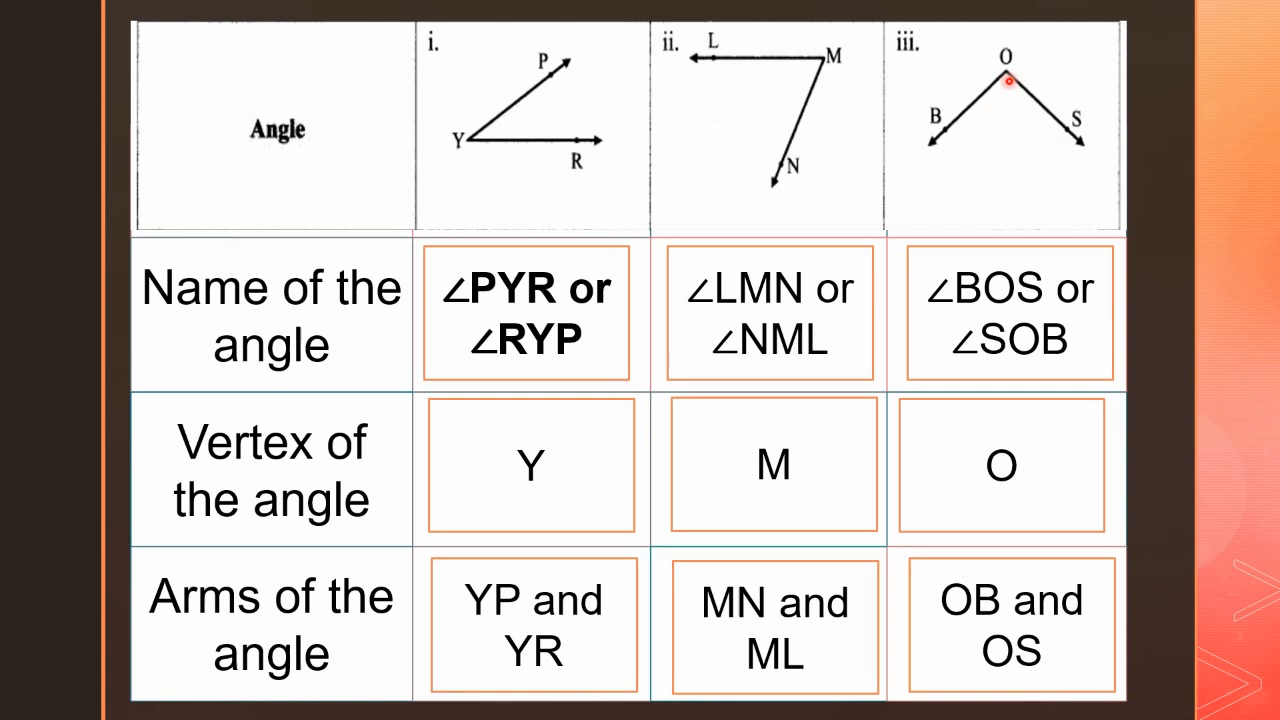 Angle
i.
P
Y
R
ii.
L
M
N
iii.
O
B
S
Name of the
angle
∠PYR or
∠RYP
∠LMN or
∠NML
∠BOS or
∠SOB
Vertex of
the angle
Y
M
O
Arms of the
angle
YP and
YR
MN and
ML
OB and
OS